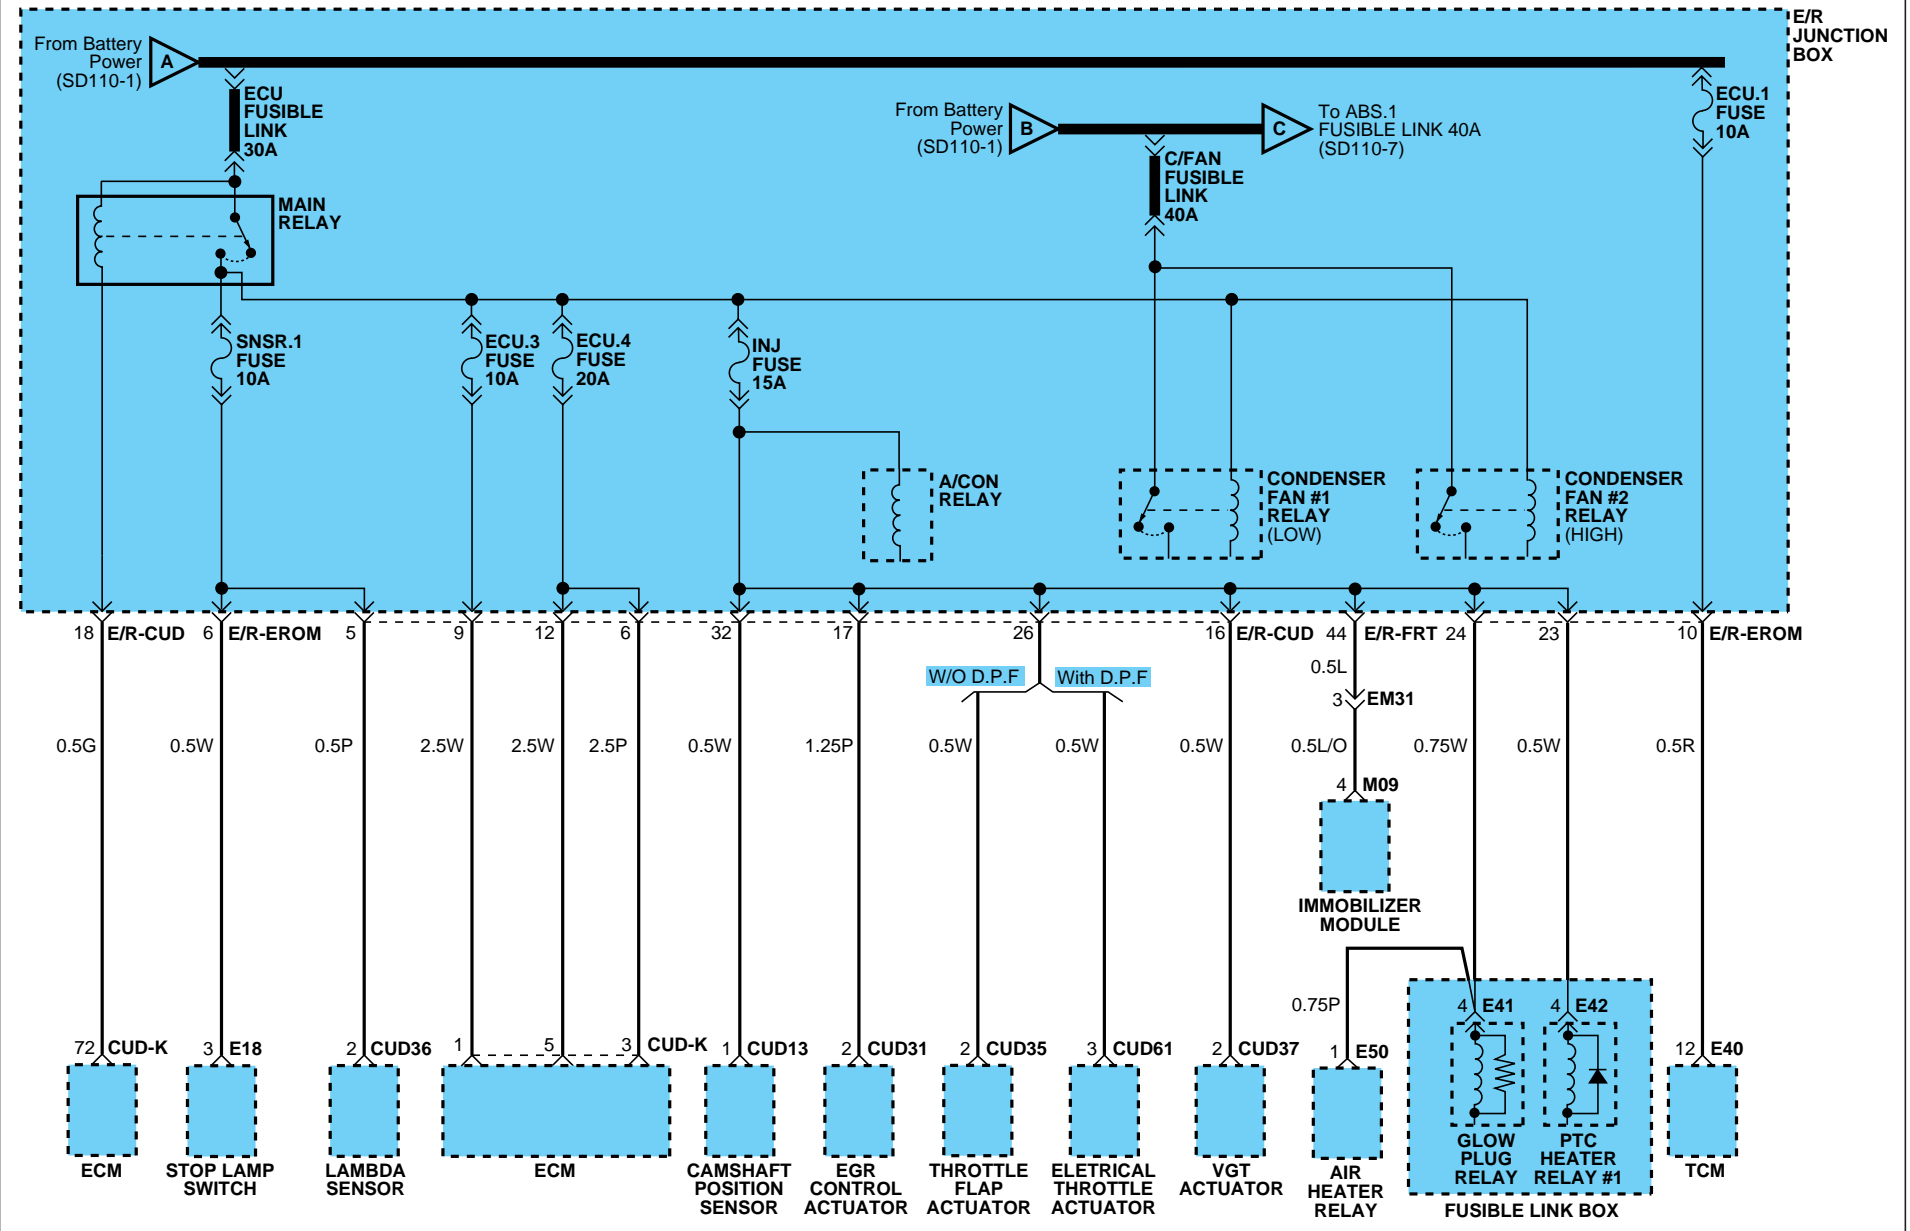 E/R
JUNCTION
BOX
From Battery
Power
(SD110-1)
A
ECU
FUSIBLE
LINK
30A
From Battery
Power
(SD110-1)
B
C
To ABS.1
FUSIBLE LINK 40A
(SD110-7)
ECU.1
FUSE
10A
C/FAN
FUSIBLE
LINK
40A
MAIN
RELAY
SNSR.1
FUSE
10A
ECU.3
FUSE
10A
ECU.4
FUSE
20A
INJ
FUSE
15A
A/CON
RELAY
CONDENSER
FAN #1
RELAY
(LOW)
CONDENSER
FAN #2
RELAY
(HIGH)
18 E/R-CUD 6 E/R-EROM 5 9 12 6 32 17 26 16 E/R-CUD 44 E/R-FRT 24 23 10 E/R-EROM
W/O D.P.F With D.P.F
0.5L
3 EM31
0.5G 0.5W 0.5P 2.5W 2.5W 2.5P 0.5W 1.25P 0.5W 0.5W 0.5W 0.5L/O 0.75W 0.5W 0.5R
4 M09
IMMOBILIZER
MODULE
0.75P
4 E41 4 E42
72 CUD-K 3 E18 2 CUD36 1 5 3 CUD-K 1 CUD13 2 CUD31 2 CUD35 3 CUD61 2 CUD37 1 E50 12 E40
ECM
STOP LAMP
SWITCH
LAMBDA
SENSOR
ECM
CAMSHAFT
POSITION
SENSOR
EGR
CONTROL
ACTUATOR
THROTTLE
FLAP
ACTUATOR
ELETRICAL
THROTTLE
ACTUATOR
VGT
ACTUATOR
AIR
HEATER
RELAY
GLOW
PLUG
RELAY
PTC
HEATER
RELAY #1
FUSIBLE LINK BOX
TCM